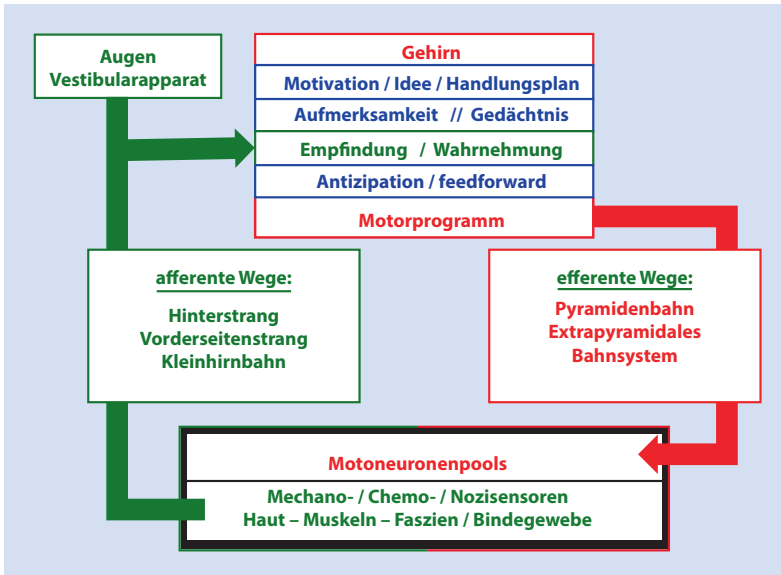 Augen
Vestibularapparat
Gehirn
Motivation / Idee / Handlungsplan
Aufmerksamkeit // Gedächtnis
Empfindung / Wahrnehmung
Antizipation / feedforward
Motorprogramm
afferente Wege:
Hinterstrang
Vorderseitenstrang
Kleinhirnbahn
efferente Wege:
Pyramidenbahn
Extrapyramidales
Bahnsystem
Motoneuronenpools
Mechano- / Chemo- / Nozisensoren
Haut – Muskeln – Faszien / Bindegewebe